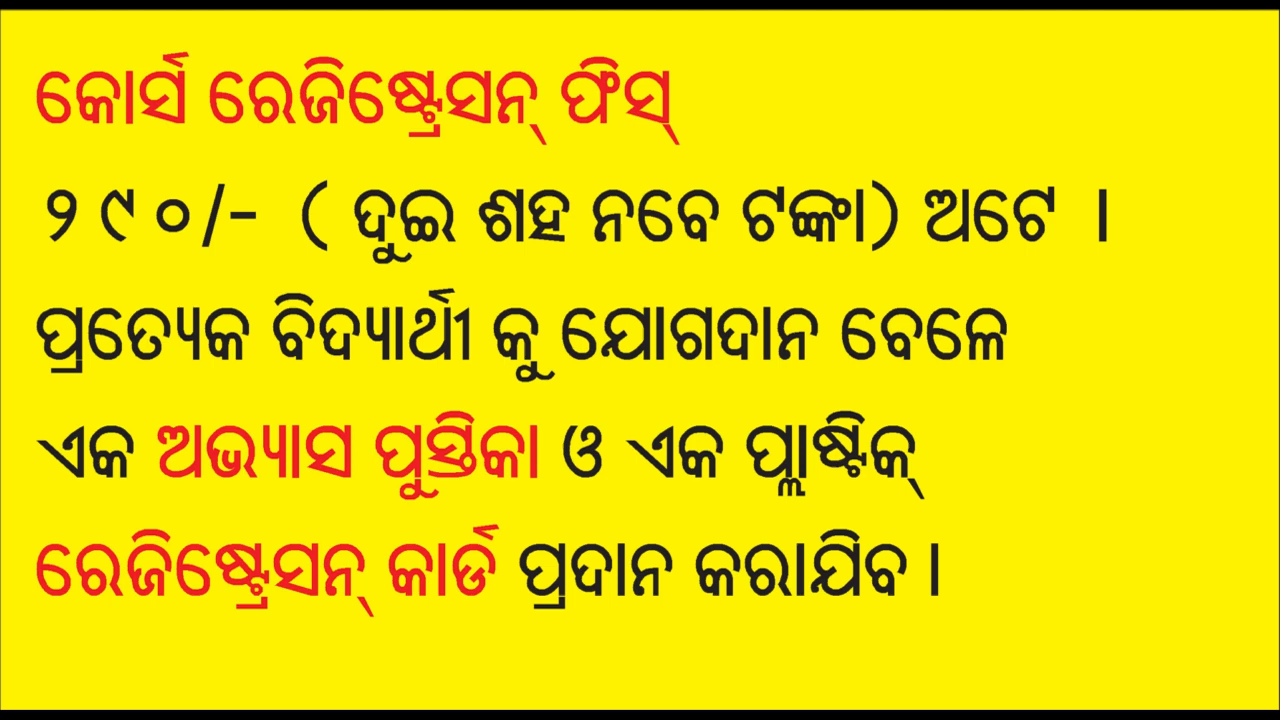 କୋର୍ସ ରେଜିଷ୍ଟ୍ରେସନ୍ ଫିସ୍
୨୯୦/- ( ଦୁଇ ଶହ ନବେ ଟଙ୍କା) ଅଟେ ।
ପ୍ରତ୍ୟେକ ବିଦ୍ୟାର୍ଥୀ କୁ ଯୋଗଦାନ ବେଳେ
ଏକ ଅଭ୍ୟାସ ପୁସ୍ତିକା ଓ ଏକ ପ୍ଲାଷ୍ଟିକ୍
ରେଜିଷ୍ଟ୍ରେସନ୍ କାର୍ଡ ପ୍ରଦାନ କରାଯିବ ।